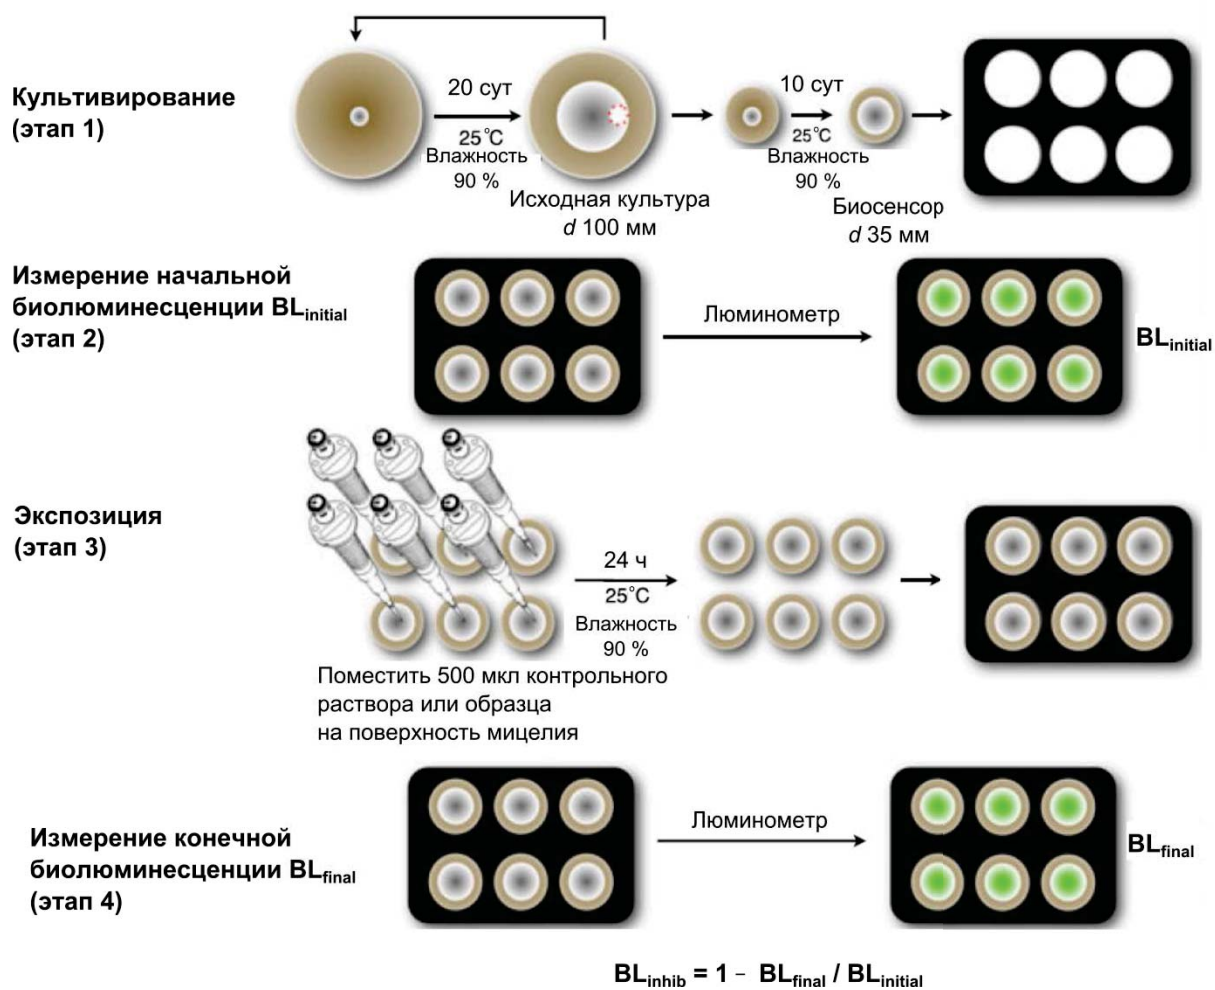 Культивирование
(этап 1)
20 сут
25°C
Влажность
90 %
Исходная культура
d 100 мм
10 сут
25°C
Влажность
90 %
Биосенсор
d 35 мм
Измерение начальной
биолюминесценции BLinitial
(этап 2)
Люминометр
BLinitial
Экспозиция
(этап 3)
24 ч
25°C
Влажность
90 %
Поместить 500 мкл контрольного
раствора или образца
на поверхность мицелия
Измерение конечной
биолюминесценции BLfinal
(этап 4)
Люминометр
BLfinal
BLinhib = 1 - BLfinal / BLinitial